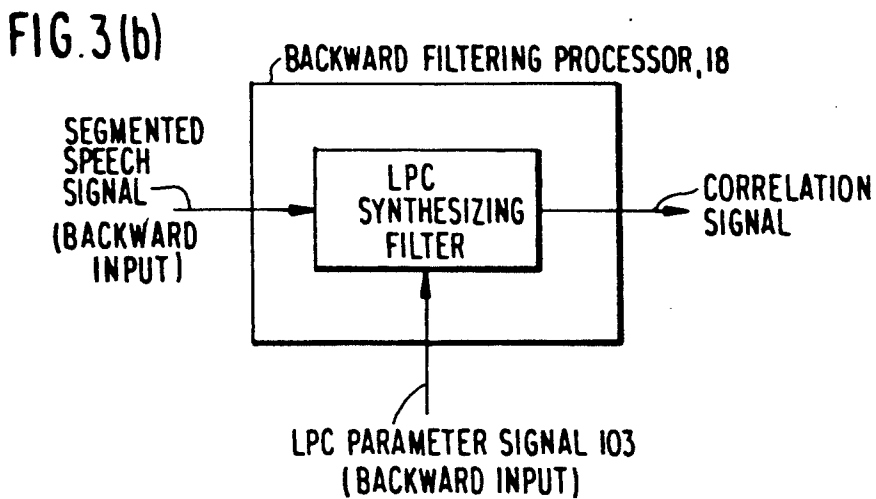 FIG.3(b)
BACKWARD FILTERING PROCESSOR,18
SEGMENTED
SPEECH
SIGNAL
(BACKWARD
INPUT)
LPC
SYNTHESIZING
FILTER
CORRELATION
SIGNAL
LPC PARAMETER SIGNAL 103
(BACKWARD INPUT)